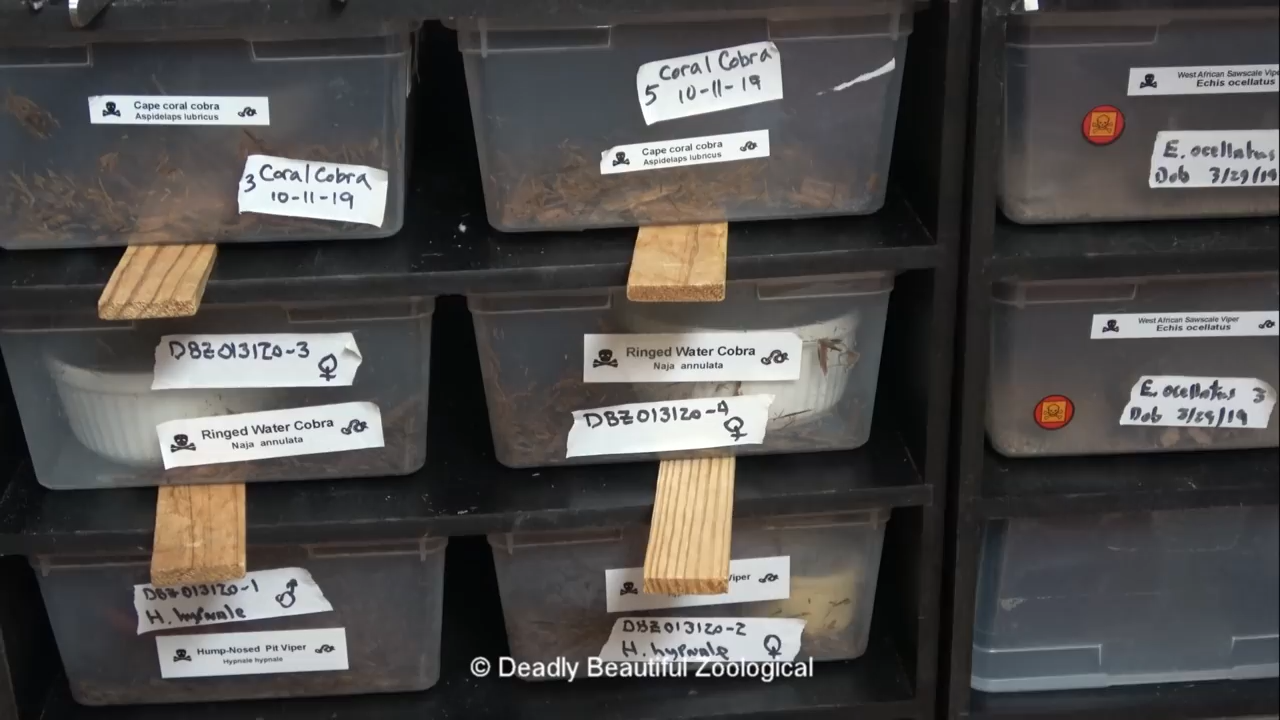 Cape coral cobra
Aspidelaps lubricus
3 Coral Cobra
10-11-19
Coral Cobra
5 10-11-19
Cape coral cobra
Aspidelaps lubricus
West African Sawscale Vipe
Echis ocellatus
E. ocellatus
Dob 3/29/19
DBZ013120-3 ♀
Ringed Water Cobra
Naja annulata
Ringed Water Cobra
Naja annulata
DBZ013120-4 ♀
West African Sawscale Viper
Echis ocellatus
E. ocellatus 3
Dob 3/29/19
DBZ013120-1 ♂
H. hypnale
Hump-Nosed Pit Viper
Hypnale hypnale
iper
DBZ013120-2
H. hypnale ♀
© Deadly Beautiful Zoological